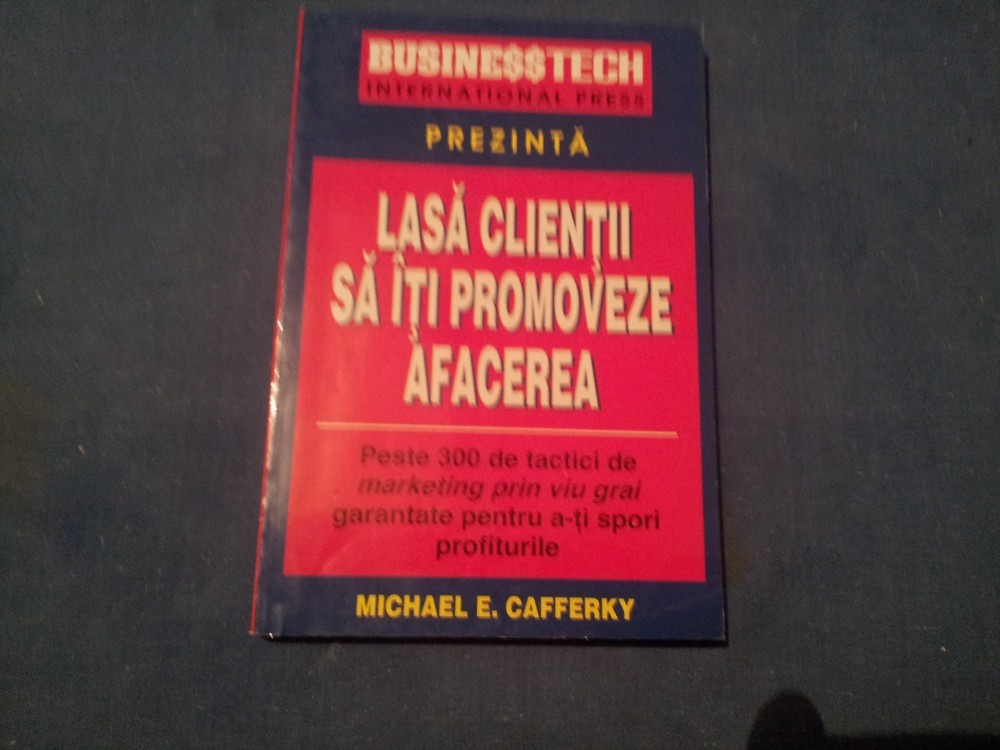 BUSINE$$TECH
INTERNATIONAL PRESS
PREZINTĂ
LASĂ CLIENȚII
SĂ ÎȚI PROMOVEZE
AFACEREA
Peste 300 de tactici de
marketing prin viu grai
garantate pentru a-ți spori
profiturile
MICHAEL E. CAFFERKY